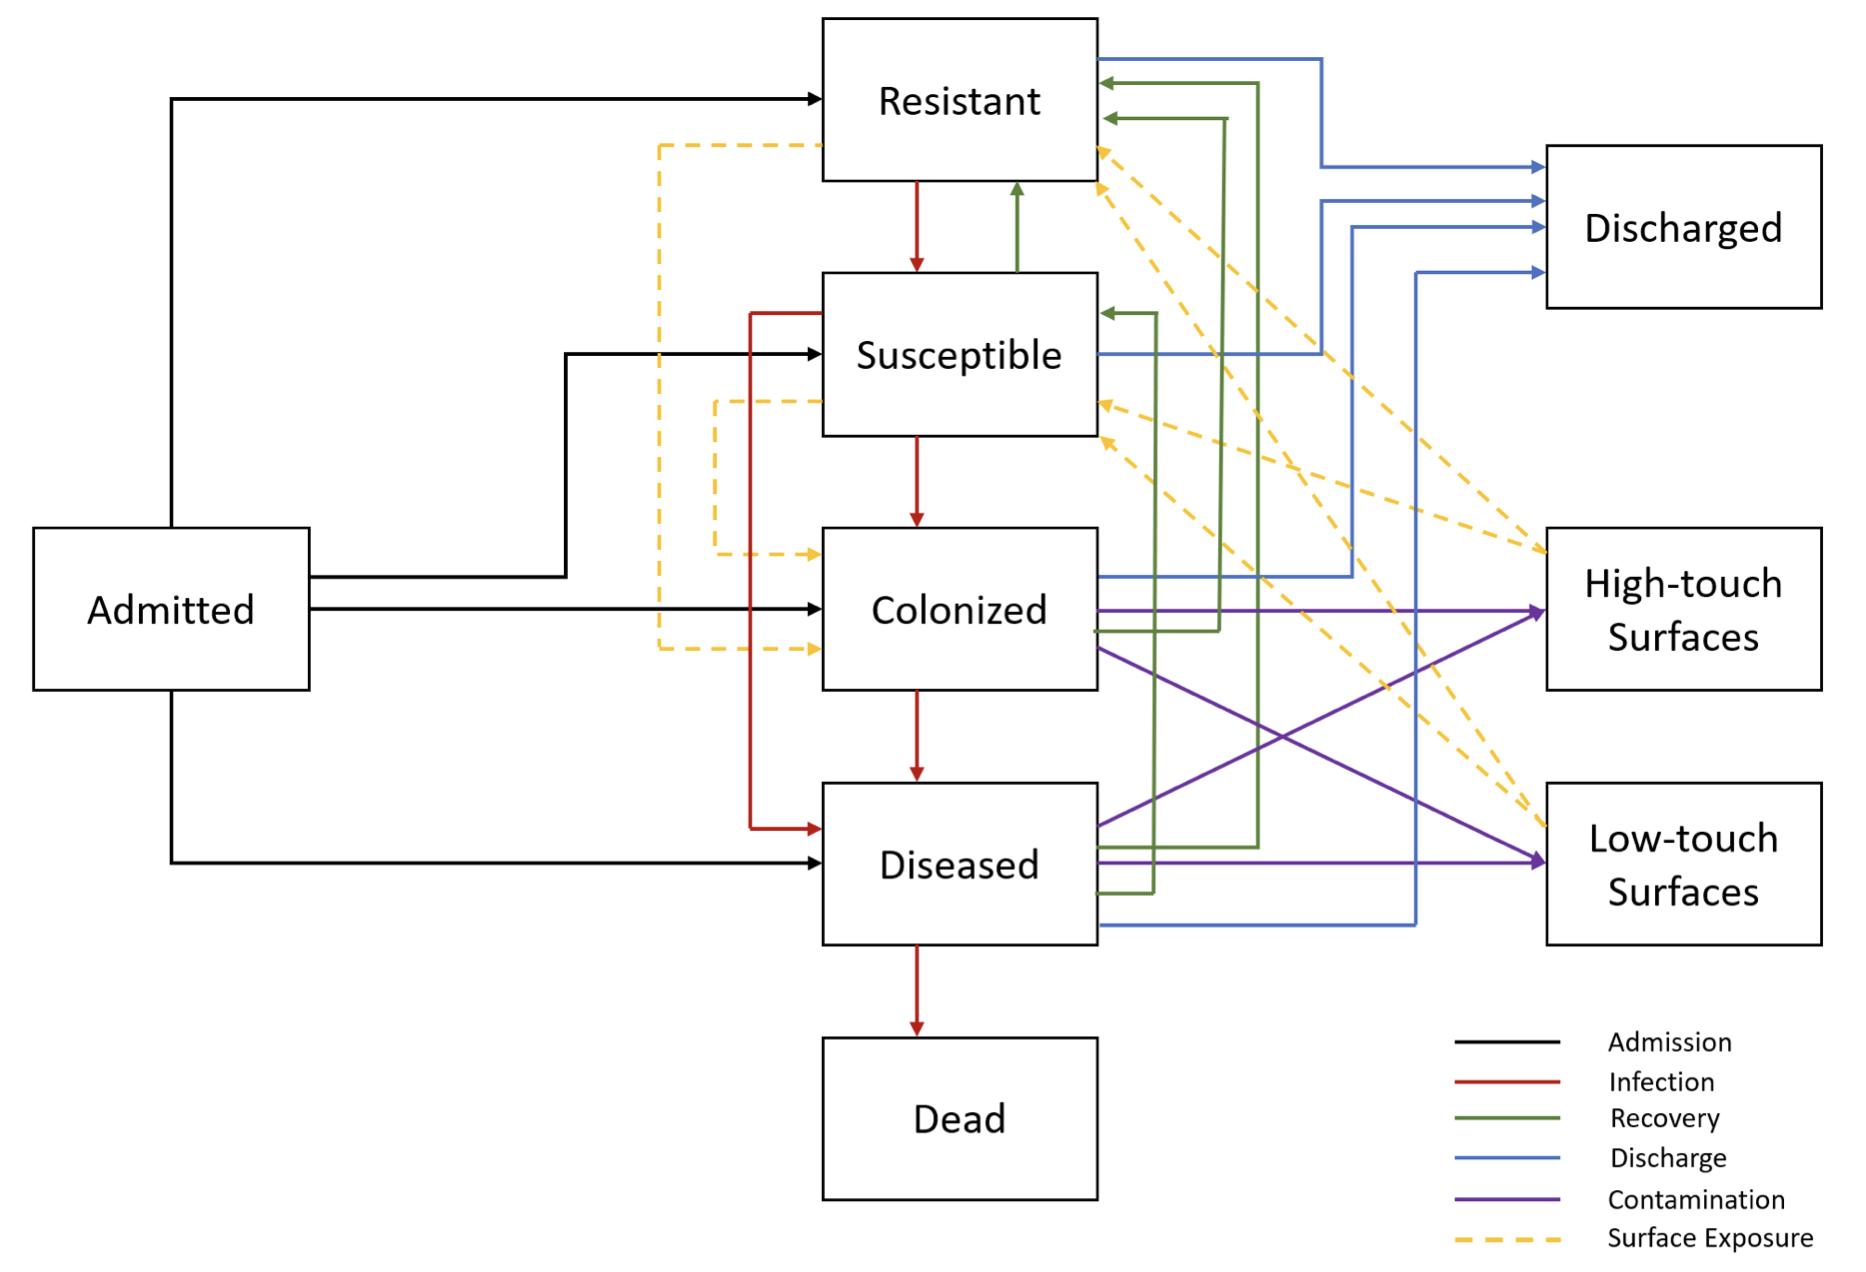 Resistant
Discharged
Susceptible
Admitted
Colonized
High-touch
Surfaces
Diseased
Low-touch
Surfaces
Dead
Admission
Infection
Recovery
Discharge
Contamination
Surface Exposure